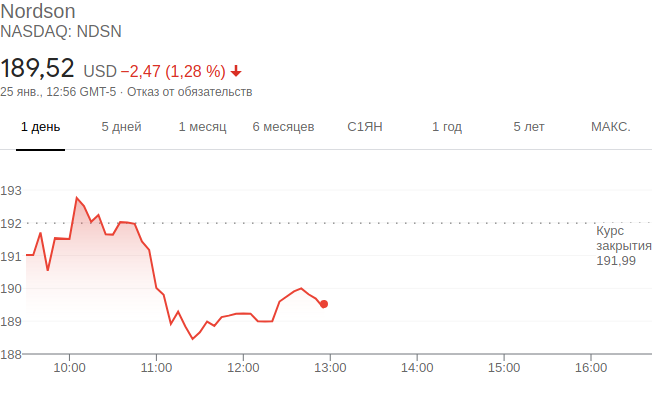 Nordson
NASDAQ: NDSN
189,52 USD −2,47 (1,28 %)
25 янв., 12:56 GMT-5 · Отказ от обязательств
1 день 5 дней 1 месяц 6 месяцев С1ЯН 1 год 5 лет МАКС.
193
192
Курс
закрытия
191,99
191
190
189
188
10:00 11:00 12:00 13:00 14:00 15:00 16:00